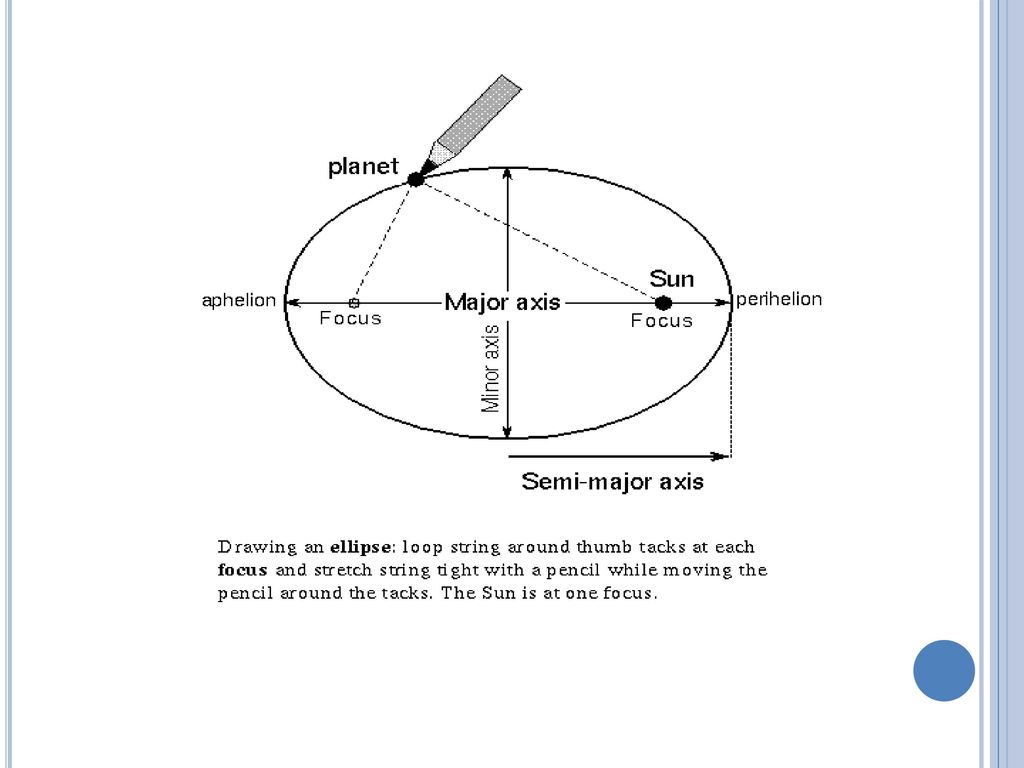 planet
Sun
aphelion
Major axis
perihelion
Focus
Focus
Minor axis
Semi-major axis
Drawing an ellipse: loop string around thumb tacks at each
focus and stretch string tight with a pencil while moving the
pencil around the tacks. The Sun is at one focus.